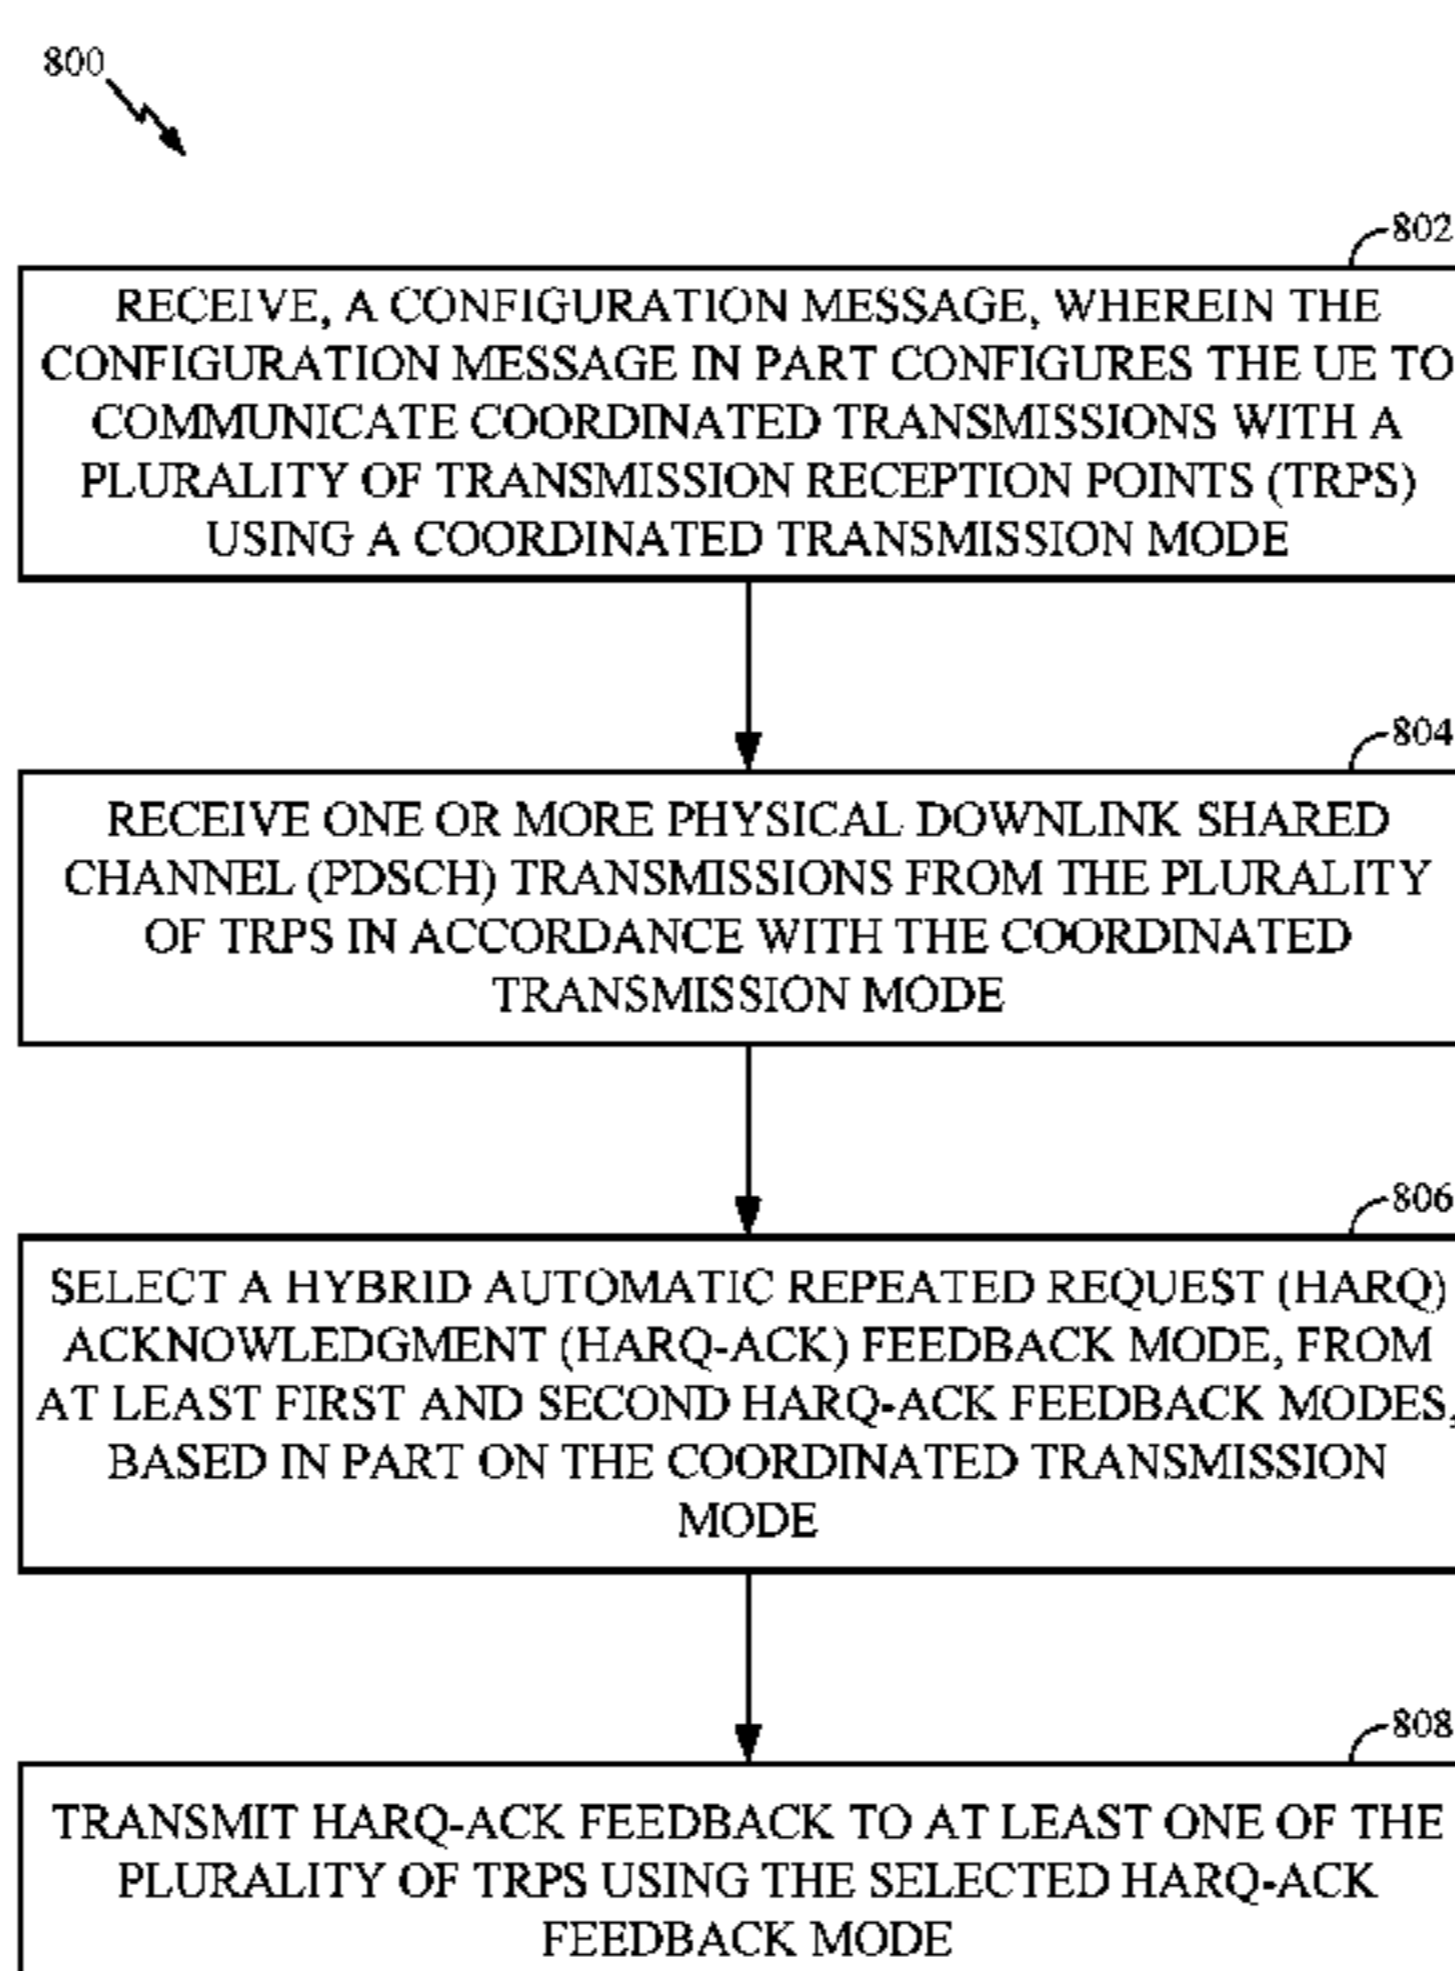 800
802
RECEIVE, A CONFIGURATION MESSAGE, WHEREIN THE
CONFIGURATION MESSAGE IN PART CONFIGURES THE UE TO
COMMUNICATE COORDINATED TRANSMISSIONS WITH A
PLURALITY OF TRANSMISSION RECEPTION POINTS (TRPS)
USING A COORDINATED TRANSMISSION MODE
804
RECEIVE ONE OR MORE PHYSICAL DOWNLINK SHARED
CHANNEL (PDSCH) TRANSMISSIONS FROM THE PLURALITY
OF TRPS IN ACCORDANCE WITH THE COORDINATED
TRANSMISSION MODE
806
SELECT A HYBRID AUTOMATIC REPEATED REQUEST (HARQ)
ACKNOWLEDGMENT (HARQ-ACK) FEEDBACK MODE, FROM
AT LEAST FIRST AND SECOND HARQ-ACK FEEDBACK MODES,
BASED IN PART ON THE COORDINATED TRANSMISSION
MODE
808
TRANSMIT HARQ-ACK FEEDBACK TO AT LEAST ONE OF THE
PLURALITY OF TRPS USING THE SELECTED HARQ-ACK
FEEDBACK MODE